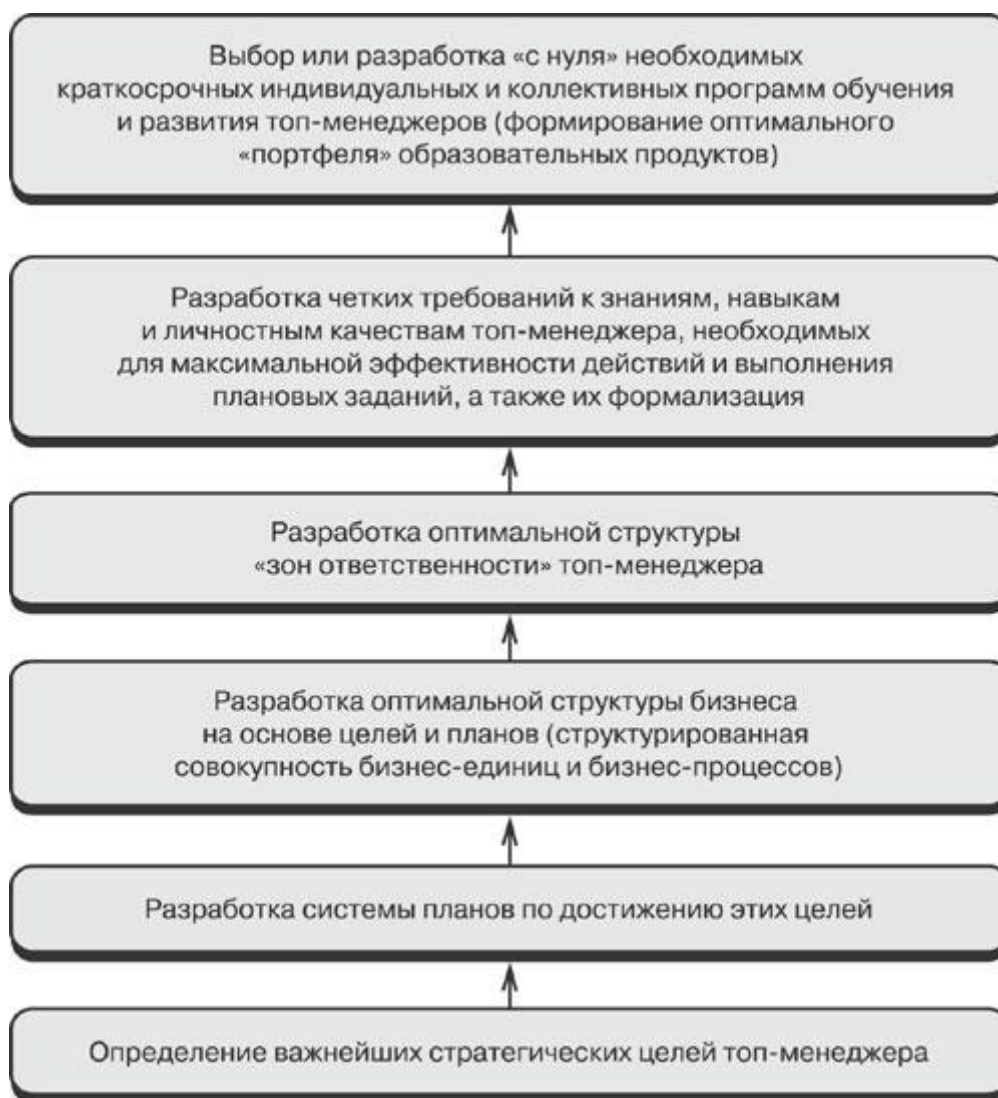 Выбор или разработка «с нуля» необходимых
краткосрочных индивидуальных и коллективных программ обучения
и развития топ-менеджеров (формирование оптимального
«портфеля» образовательных продуктов)
Разработка четких требований к знаниям, навыкам
и личностным качествам топ-менеджера, необходимых
для максимальной эффективности действий и выполнения
плановых заданий, а также их формализация
Разработка оптимальной структуры
«зон ответственности» топ-менеджера
Разработка оптимальной структуры бизнеса
на основе целей и планов (структурированная
совокупность бизнес-единиц и бизнес-процессов)
Разработка системы планов по достижению этих целей
Определение важнейших стратегических целей топ-менеджера